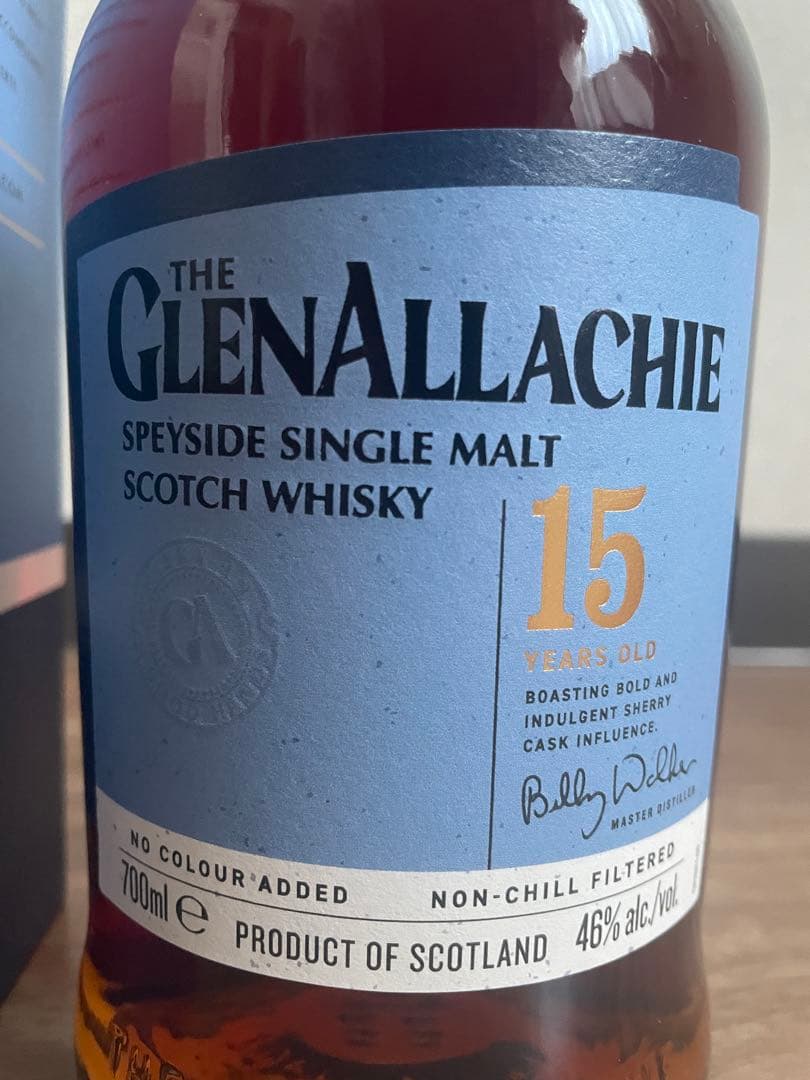 THE
GLENALLACHIE
SPEYSIDE SINGLE MALT
SCOTCH WHISKY
15
YEARS OLD
BOASTING BOLD AND
INDULGENT SHERRY
CASK INFLUENCE.
Billy Walker
MASTER DISTILLER
GA
NO COLOUR ADDED
NON-CHILL FILTERED
700ml e
PRODUCT OF SCOTLAND
46% alc./vol.